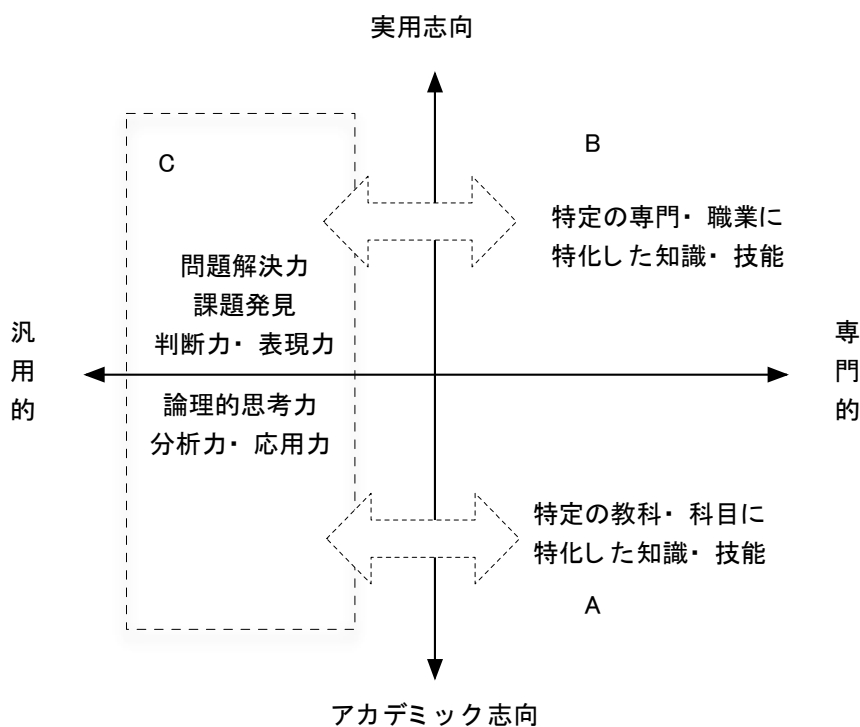 実用志向
B
C
特定の専門・職業に
特化した知識・技能
問題解決力
課題発見
判断力・表現力
汎用的
専門的
論理的思考力
分析力・応用力
特定の教科・科目に
特化した知識・技能
A
アカデミック志向